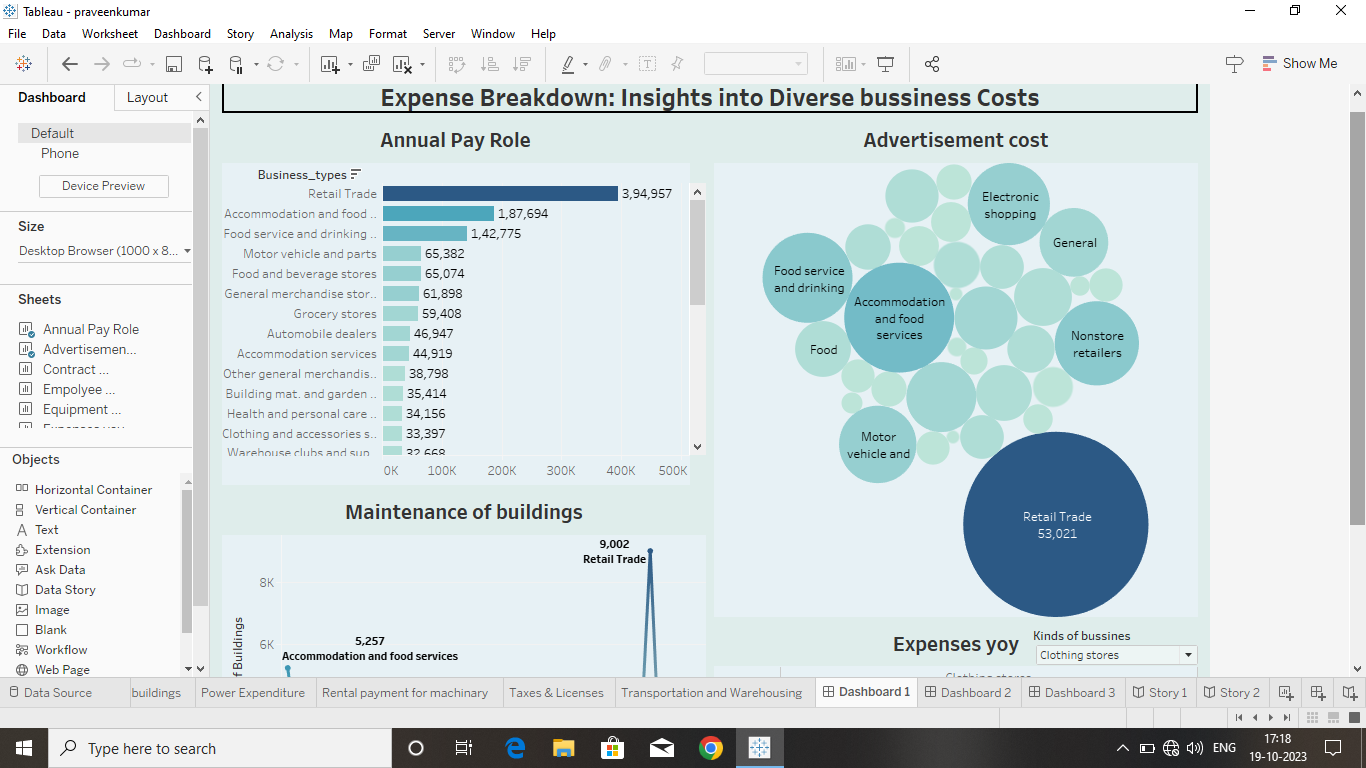 Tableau - praveenkumar
File Data Worksheet Dashboard Story Analysis Map Format Server Window Help
Show Me
Dashboard Layout
Default
Phone
Device Preview
Size
Desktop Browser (1000 x 8...
Sheets
Annual Pay Role
Advertisemen...
Contract ...
Empolyee ...
Equipment ...
Objects
Horizontal Container
Vertical Container
Text
Extension
Ask Data
Data Story
Image
Blank
Workflow
Web Page
Expense Breakdown: Insights into Diverse bussiness Costs
Annual Pay Role
Business_types
Retail Trade 3,94,957
Accommodation and food .. 1,87,694
Food service and drinking .. 1,42,775
Motor vehicle and parts 65,382
Food and beverage stores 65,074
General merchandise stor.. 61,898
Grocery stores 59,408
Automobile dealers 46,947
Accommodation services 44,919
Other general merchandis.. 38,798
Building mat. and garden .. 35,414
Health and personal care .. 34,156
Clothing and accessories s.. 33,397
Warehouse clubs and sup.. 32,668
0K 100K 200K 300K 400K 500K
Advertisement cost
Electronic
shopping
General
Food service
and drinking
Accommodation
and food
services
Nonstore
retailers
Food
Motor
vehicle and
Retail Trade
53,021
Maintenance of buildings
9,002
Retail Trade
8K
5,257
6K
Accommodation and food services
f Buildings
Expenses yoy
Kinds of bussines
Clothing stores
Data Source buildings Power Expenditure Rental payment for machinary Taxes & Licenses Transportation and Warehousing Dashboard 1 Dashboard 2 Dashboard 3 Story 1 Story 2
Type here to search
ENG
17:18
19-10-2023